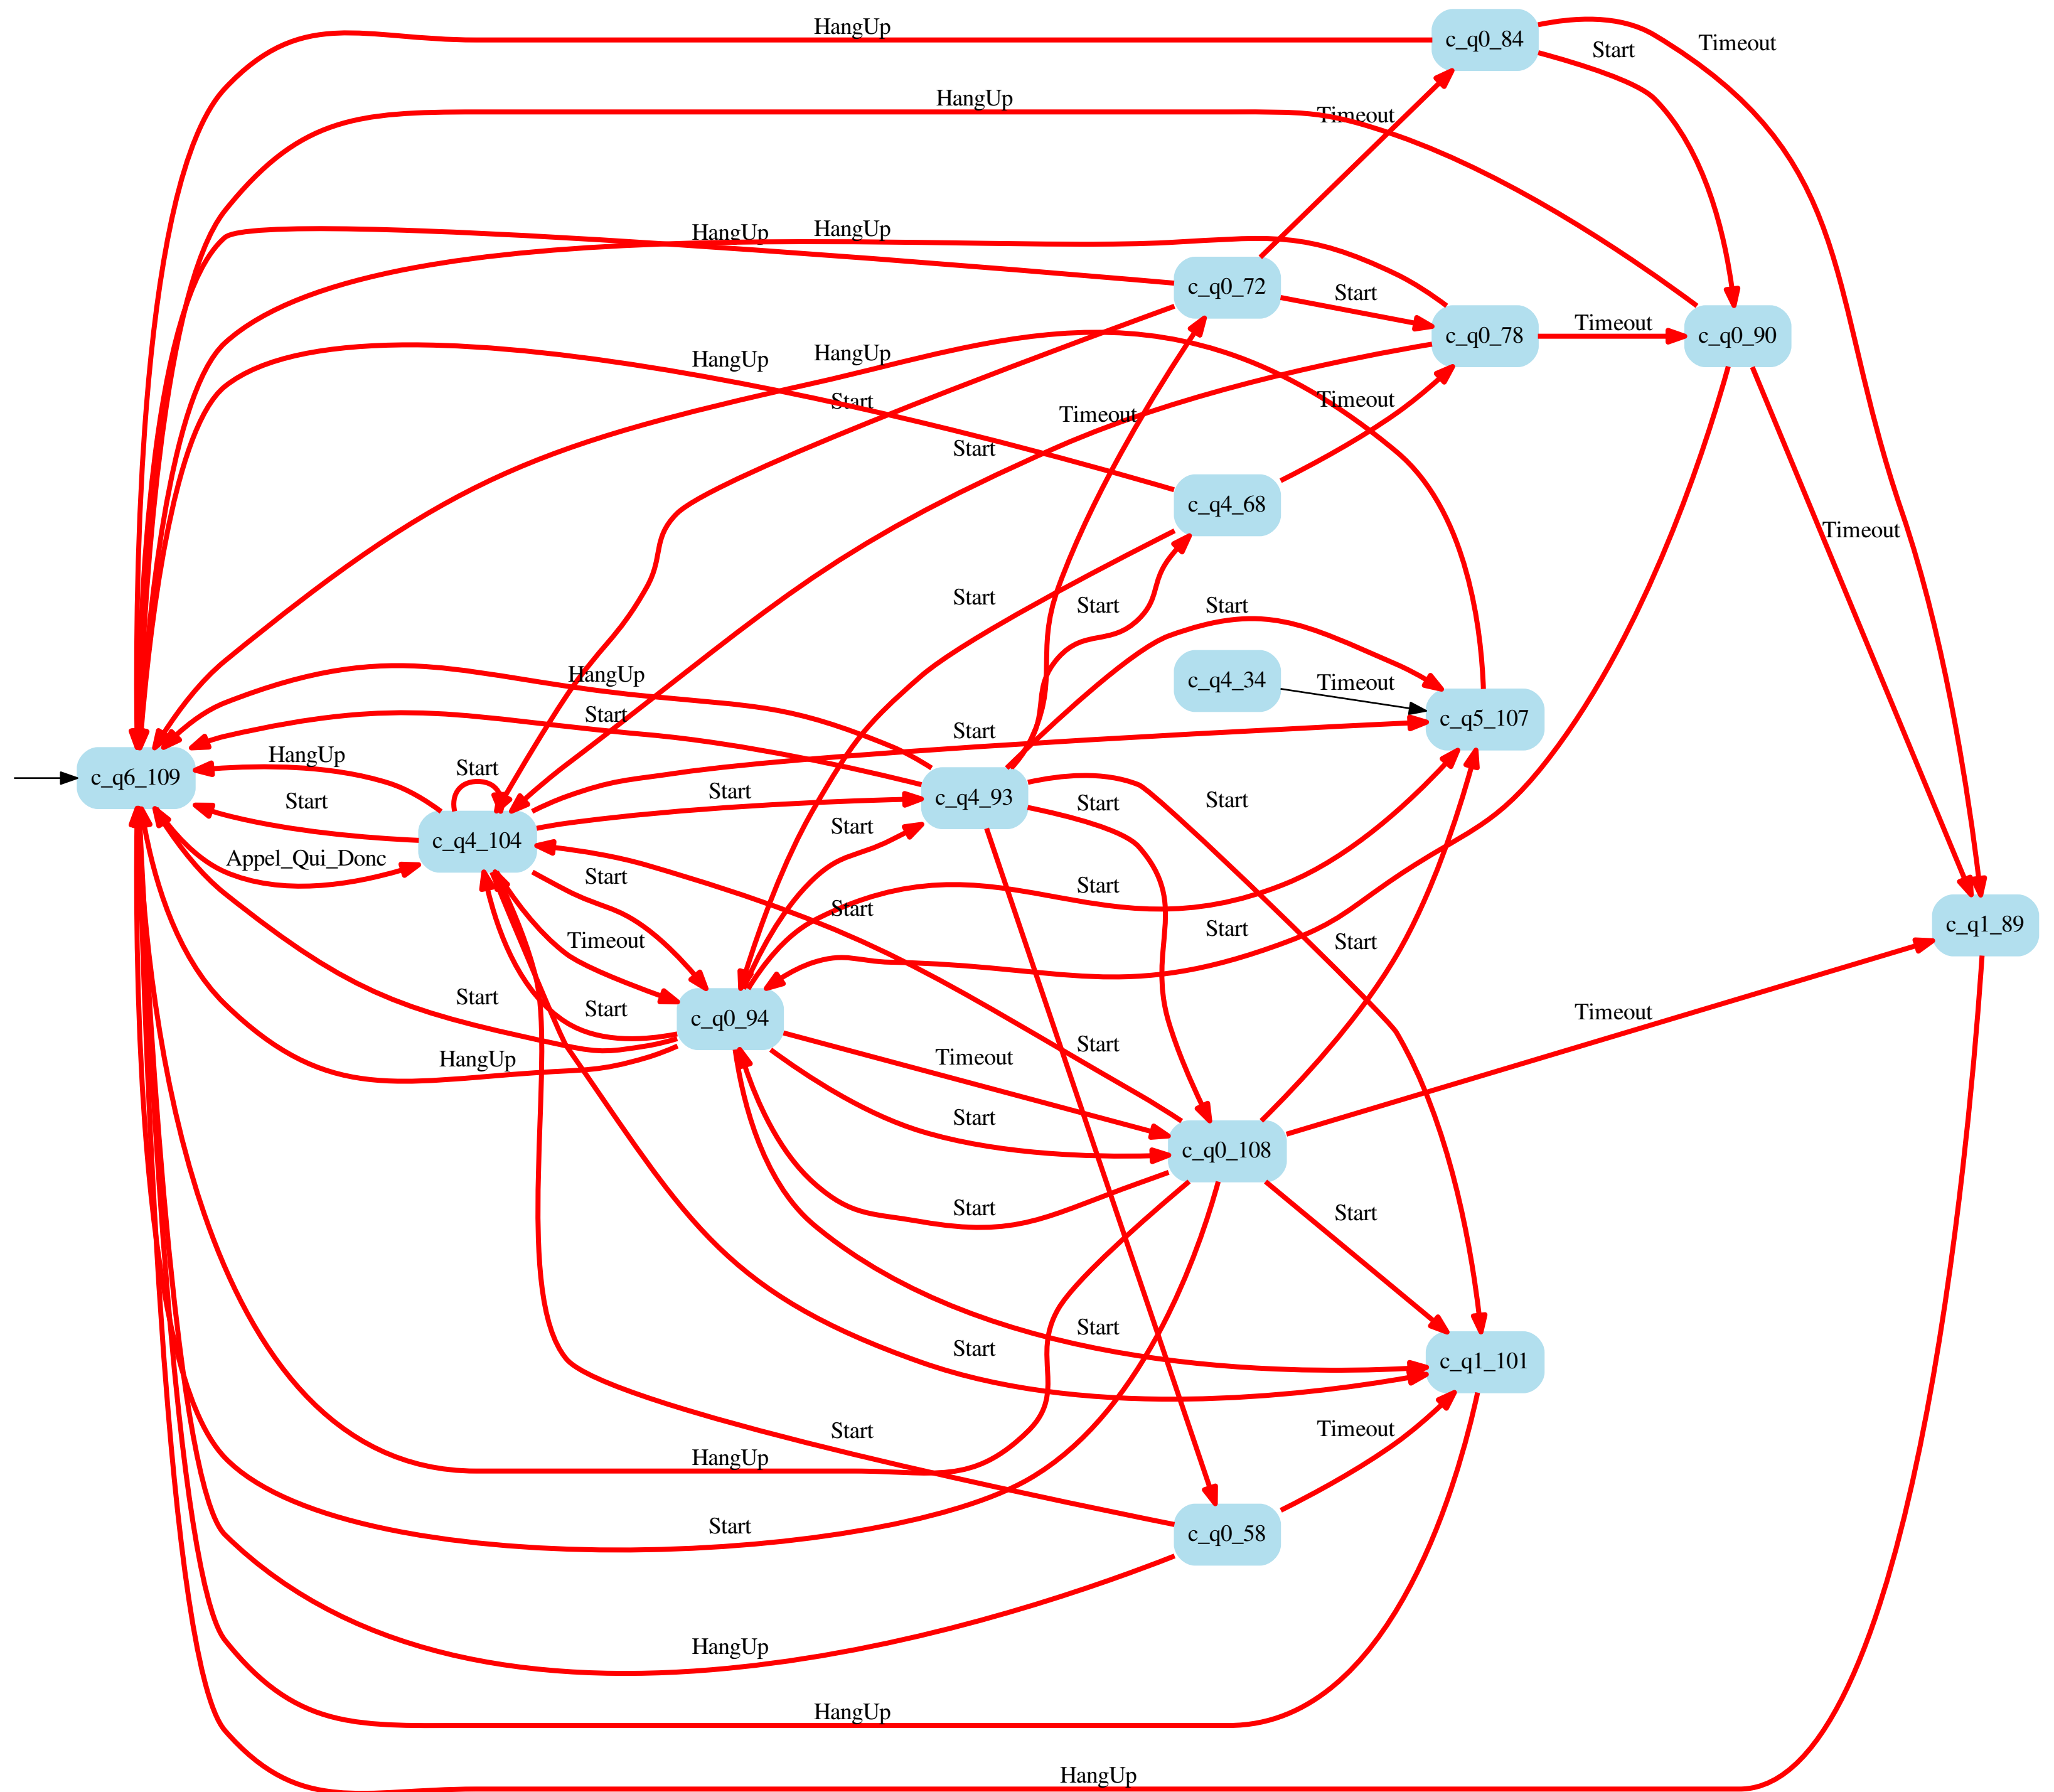 HangUp
c_q0_84
Timeout
Start
HangUp
Timeout
HangUp
HangUp
c_q0_72
Start
c_q0_78
Timeout
c_q0_90
HangUp
HangUp
Start
Timeout
Timeout
Start
c_q4_68
Timeout
Start
Start
Start
HangUp
c_q4_34
Timeout
Start
c_q5_107
Start
HangUp
c_q6_109
Start
Start
c_q4_93
Start
Start
Start
c_q4_104
Start
Appel_Qui_Donc
Start
Start
Start
c_q1_89
Timeout
Start
Start
Start
Start
c_q0_94
Timeout
Start
HangUp
Timeout
Start
c_q0_108
Start
Start
Start
Start
c_q1_101
Start
Timeout
HangUp
Start
c_q0_58
HangUp
HangUp
HangUp